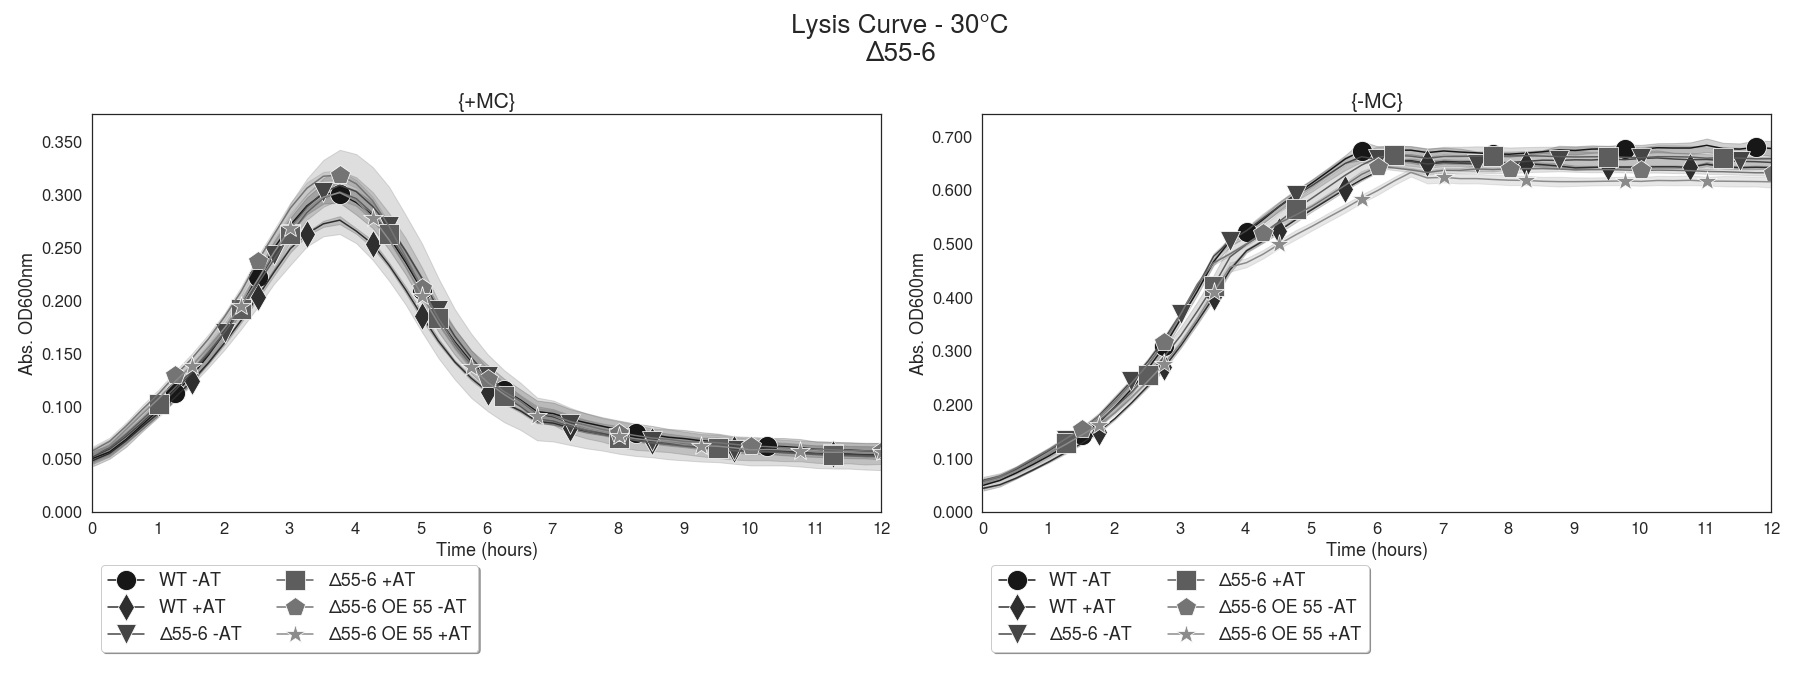 Lysis Curve - 30°C
Δ55-6
{+MC}
0.350
0.300
0.250
0.200
0.150
0.100
0.050
0.000
Abs. OD600nm
0 1 2 3 4 5 6 7 8 9 10 11 12
Time (hours)
WT -AT
WT +AT
Δ55-6 -AT
Δ55-6 +AT
Δ55-6 OE 55 -AT
Δ55-6 OE 55 +AT
{-MC}
0.700
0.600
0.500
0.400
0.300
0.200
0.100
0.000
Abs. OD600nm
0 1 2 3 4 5 6 7 8 9 10 11 12
Time (hours)
WT -AT
WT +AT
Δ55-6 -AT
Δ55-6 +AT
Δ55-6 OE 55 -AT
Δ55-6 OE 55 +AT